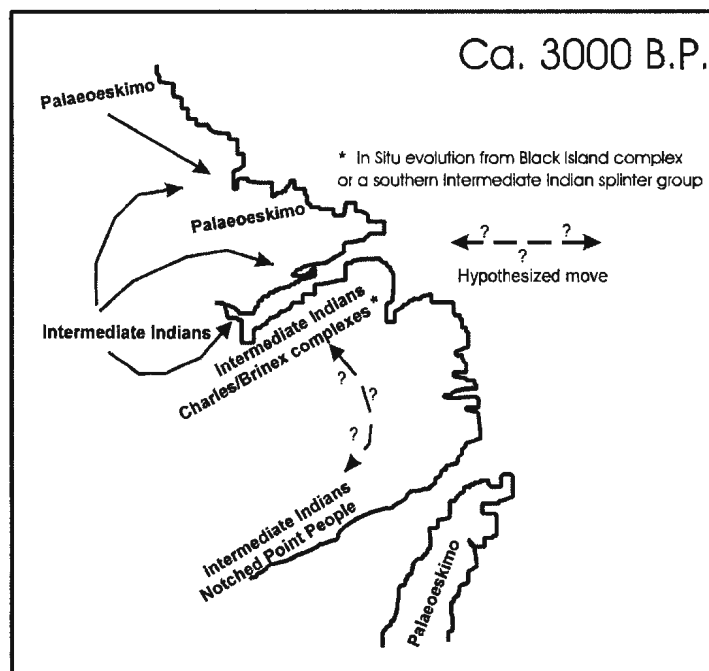 Ca. 3000 B.P.
Palaeoeskimo
* In Situ evolution from Black Island complex
or a southern Intermediate Indian splinter group
Palaeoeskimo
? ?
?
Hypothesized move
Intermediate Indians
Intermediate Indians
Charles/Brinex complexes *
?
?
?
Intermediate Indians
Notched Point People
Palaeoeskimo